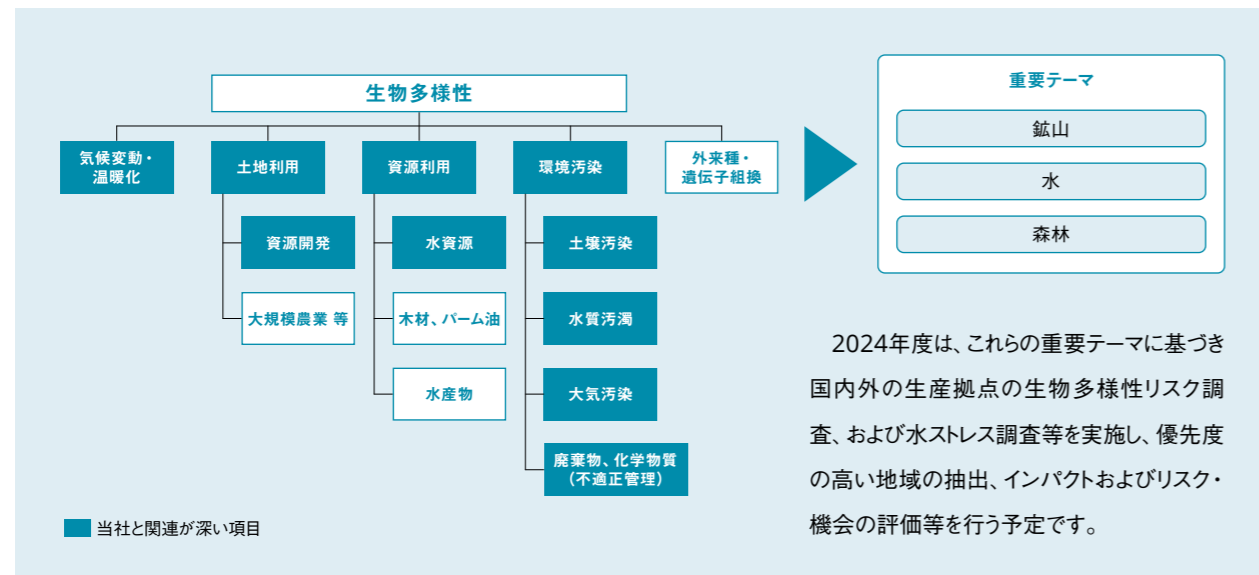 生物多様性
気候変動・
温暖化
土地利用
資源利用
環境汚染
外来種・
遺伝子組換
資源開発
大規模農業 等
水資源
木材、パーム油
水産物
土壌汚染
水質汚濁
大気汚染
廃棄物、化学物質
（不適正管理）
当社と関連が深い項目
重要テーマ
鉱山
水
森林
2024年度は、これらの重要テーマに基づき
国内外の生産拠点の生物多様性リスク調
査、および水ストレス調査等を実施し、優先度
の高い地域の抽出、インパクトおよびリスク・
機会の評価等を行う予定です。